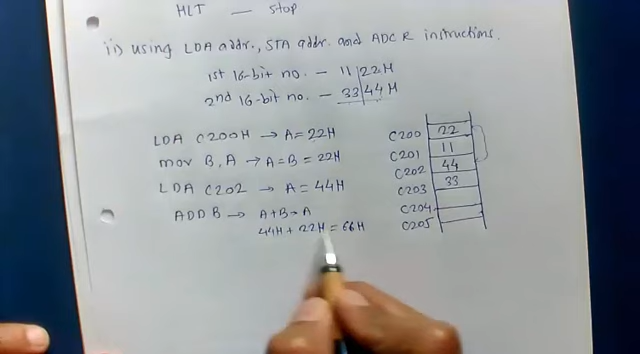 HLT — stop
ii) using LDA addr., STA addr. and ADC R instructions.
1st 16-bit no. - 11 22H
2nd 16-bit no. - 33 44H
LDA C200H → A=22H
mov B, A → A=B=22H
LDA C202 → A=44H
ADD B → A+B→A
44H + 22H = 66H
C200 22
C201 11
C202 44
C203 33
C204
C205